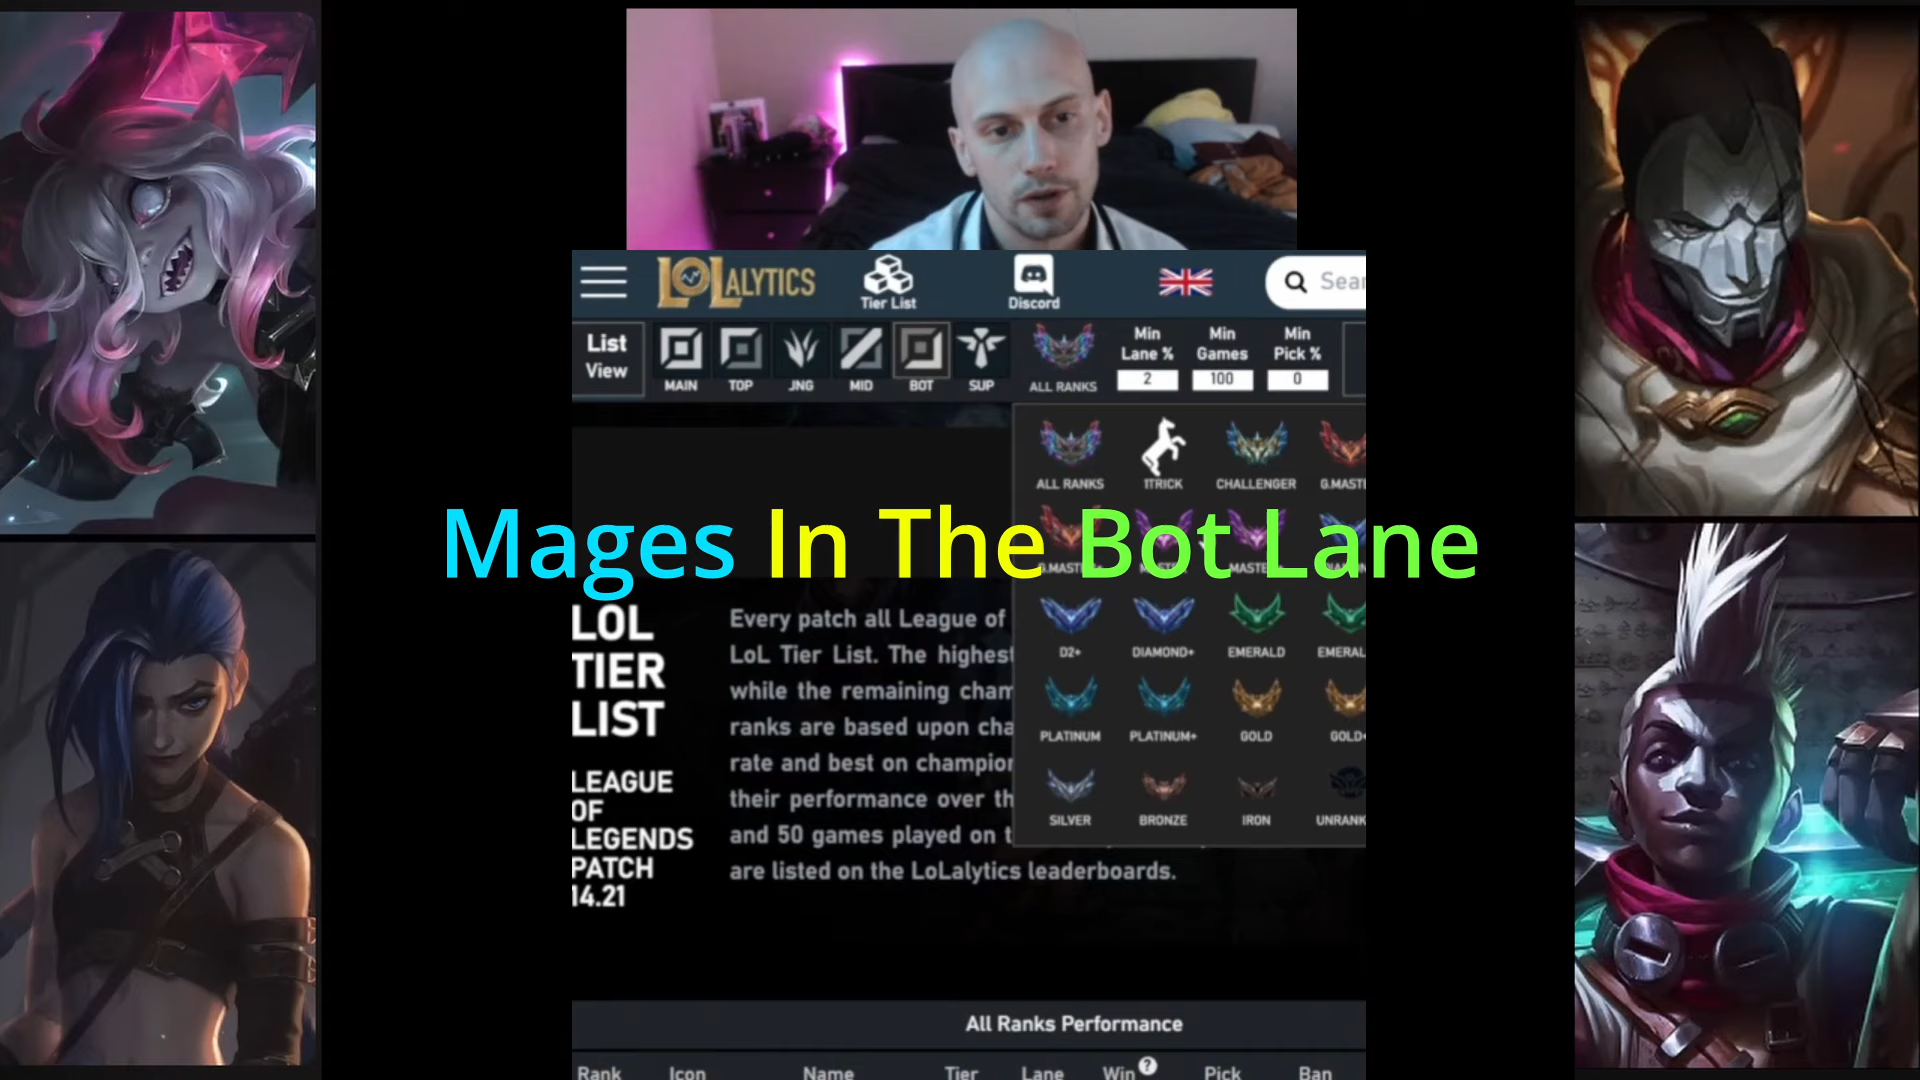 LOLALYTICS
Tier List
Discord
Sear
List
View
MAIN
TOP
JNG
MID
BOT
SUP
ALL RANKS
Min
Lane %
2
Min
Games
100
Min
Pick %
0
ALL RANKS
1TRICK
CHALLENGER
G.MAST
Mages In The Bot Lane
D2+
DIAMOND+
EMERALD
EMERAL
PLATINUM
PLATINUM+
GOLD
GOLD+
SILVER
BRONZE
IRON
UNRANK
LOL
TIER
LIST
LEAGUE
OF
LEGENDS
PATCH
14.21
Every patch all League of
LoL Tier List. The highest
while the remaining cham
ranks are based upon cha
rate and best on champion
their performance over th
and 50 games played on t
are listed on the LoLalytics leaderboards.
All Ranks Performance
Rank Icon Name Tier Lane Win ? Pick Ban